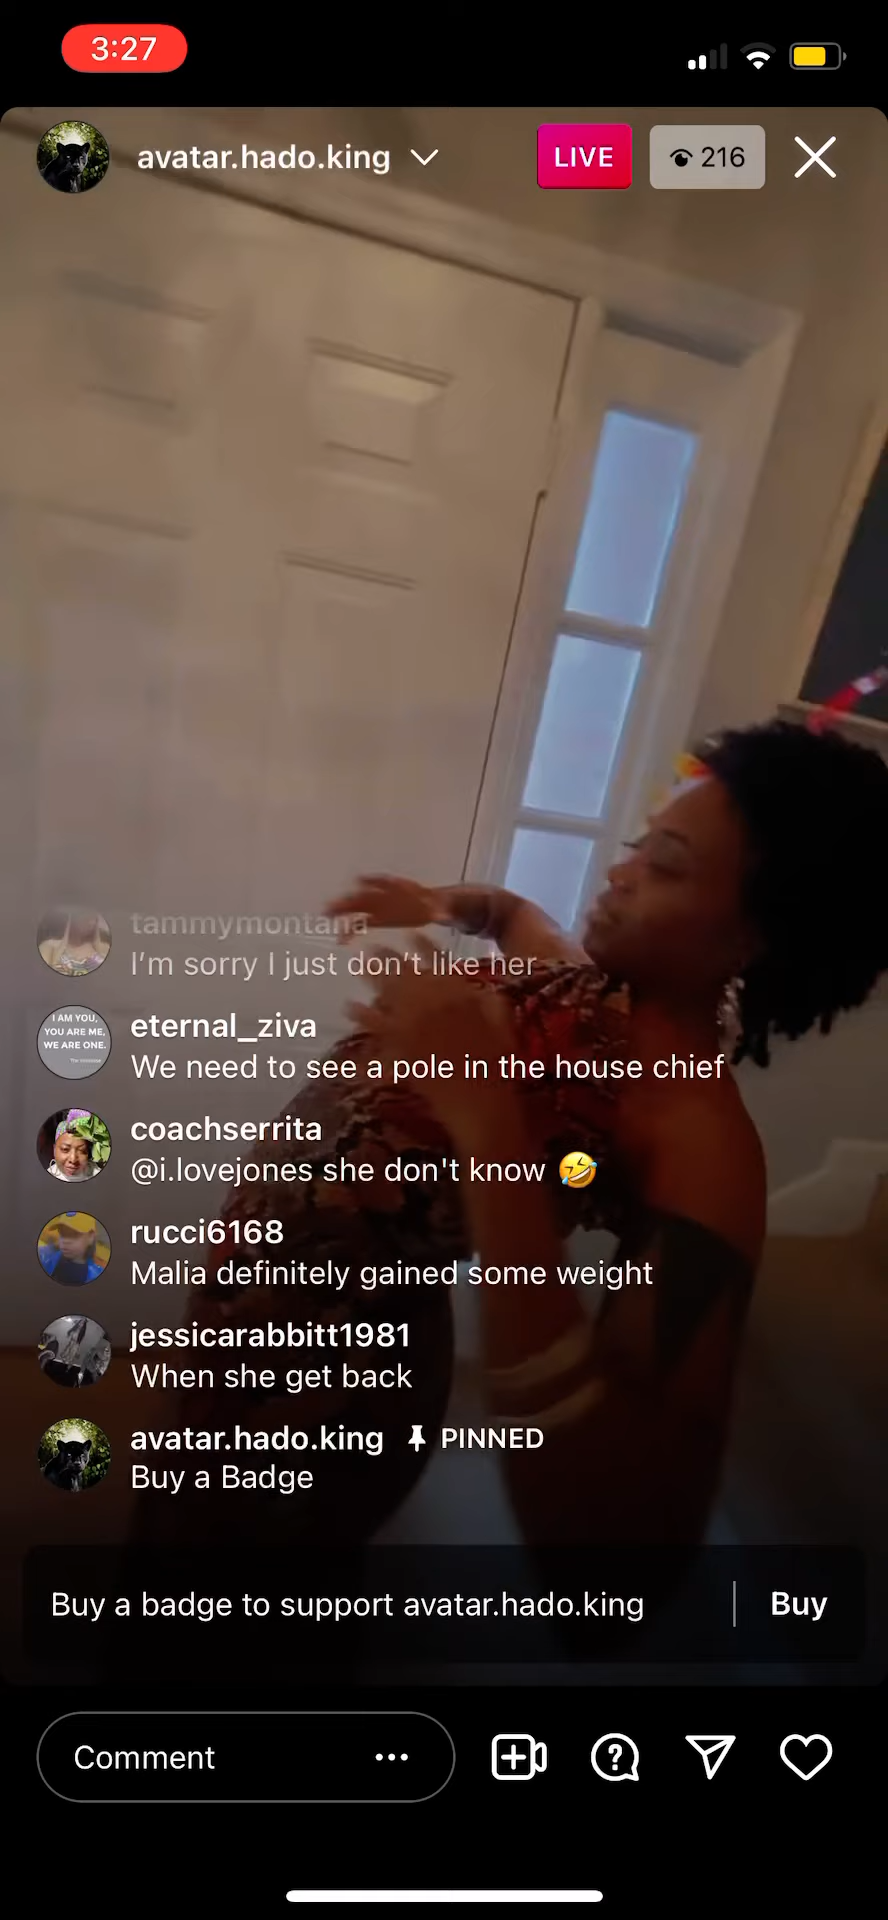 3:27
avatar.hado.king
LIVE
216
tammymontana
I'm sorry I just don't like her
I AM YOU,
YOU ARE ME,
WE ARE ONE.
eternal_ziva
We need to see a pole in the house chief
coachserrita
@i.lovejones she don't know 🤣
rucci6168
Malia definitely gained some weight
jessicarabbitt1981
When she get back
avatar.hado.king PINNED
Buy a Badge
Buy a badge to support avatar.hado.king | Buy
Comment ...